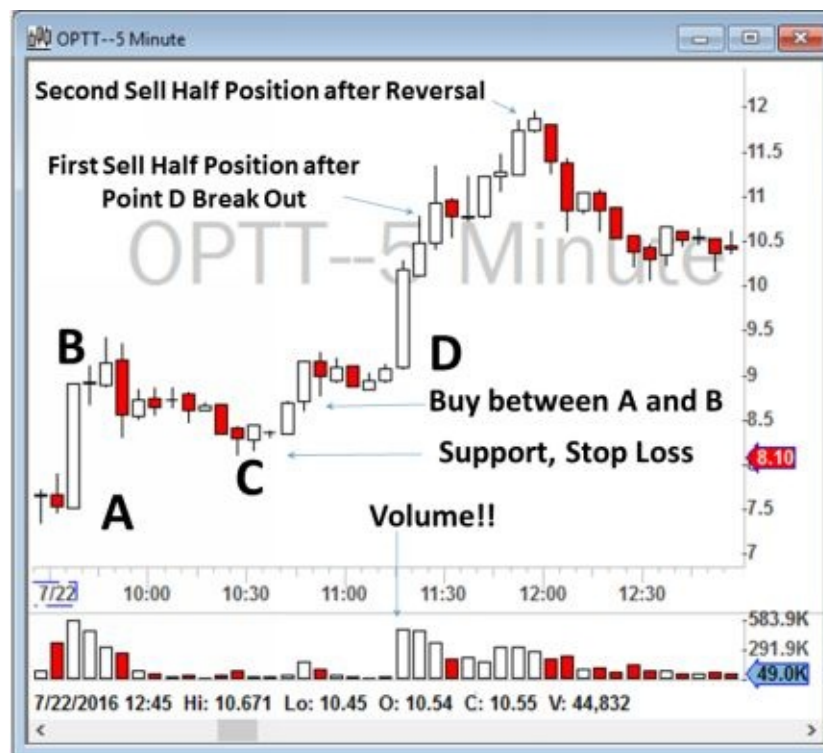 OPTT--5 Minute
Second Sell Half Position after Reversal
First Sell Half Position after
Point D Break Out
OPTT--5 Minute
B
D
Buy between A and B
Support, Stop Loss
C
A
Volume!!
12
11.5
11
10.5
10
9.5
9
8.5
8.10
7.5
7
7/22 10:00 10:30 11:00 11:30 12:00 12:30
583.9K
291.9K
49.0K
7/22/2016 12:45 Hi: 10.671 Lo: 10.45 O: 10.54 C: 10.55 V: 44,832